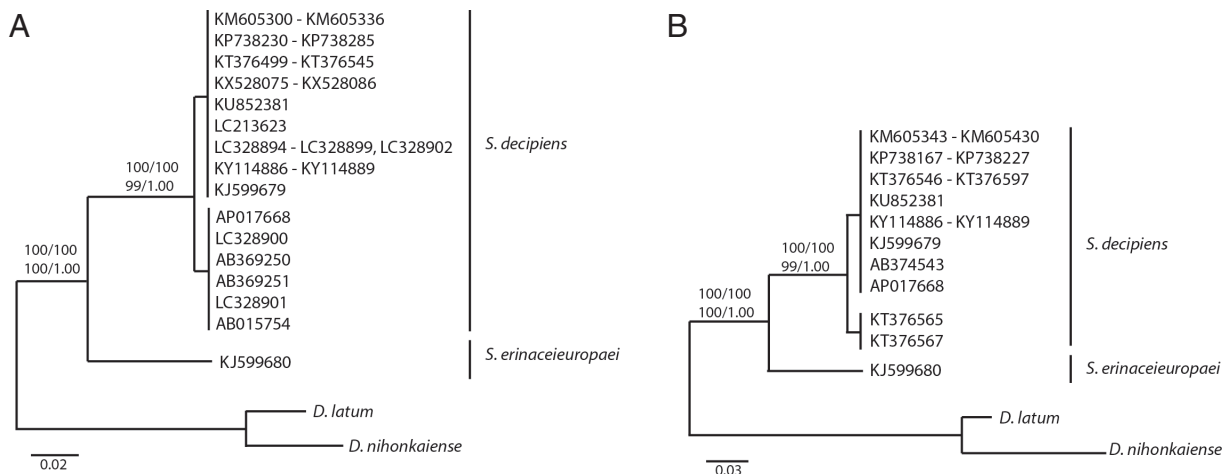 A
KM605300 - KM605336
KP738230 - KP738285
KT376499 - KT376545
KX528075 - KX528086
KU852381
LC213623
LC328894 - LC328899, LC328902
KY114886 - KY114889
KJ599679
AP017668
LC328900
AB369250
AB369251
LC328901
AB015754
S. decipiens
100/100
99/1.00
100/100
100/1.00
KJ599680
S. erinaceieuropaei
D. latum
D. nihonkaiense
0.02
B
KM605343 - KM605430
KP738167 - KP738227
KT376546 - KT376597
KU852381
KY114886 - KY114889
KJ599679
AB374543
AP017668
KT376565
KT376567
S. decipiens
100/100
99/1.00
100/100
100/1.00
KJ599680
S. erinaceieuropaei
D. latum
D. nihonkaiense
0.03